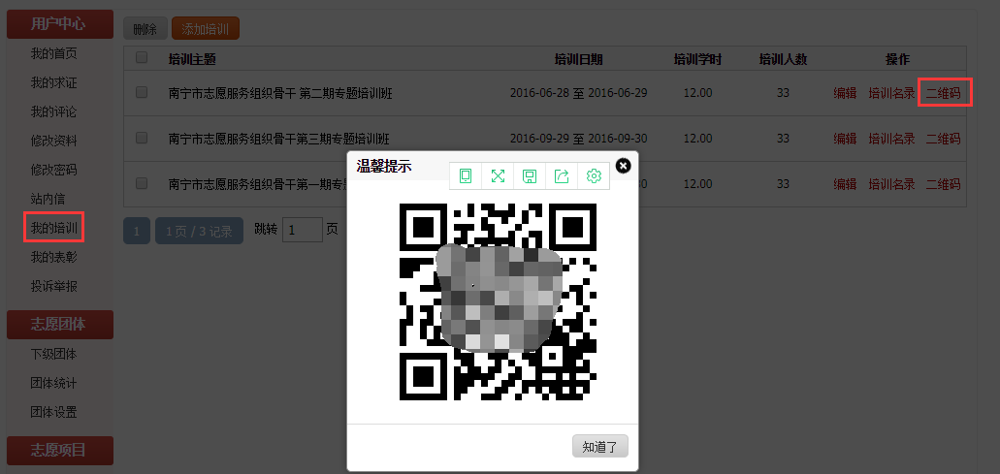 用户中心
我的首页
我的求证
我的评论
修改资料
修改密码
站内信
我的培训
我的表彰
投诉举报
志愿团体
下级团体
团体统计
团体设置
志愿项目
删除 添加培训
培训主题 培训日期 培训学时 培训人数 操作
南宁市志愿服务组织骨干 第二期专题培训班 2016-06-28 至 2016-06-29 12.00 33 编辑 培训名录 二维码
南宁市志愿服务组织骨干第三期专题培训班 2016-09-29 至 2016-09-30 12.00 33 编辑 培训名录 二维码
南宁市志愿服务组织骨干第一期专 30 12.00 33 编辑 培训名录 二维码
1 1 页 / 3 记录 跳转 1 页
温馨提示
知道了